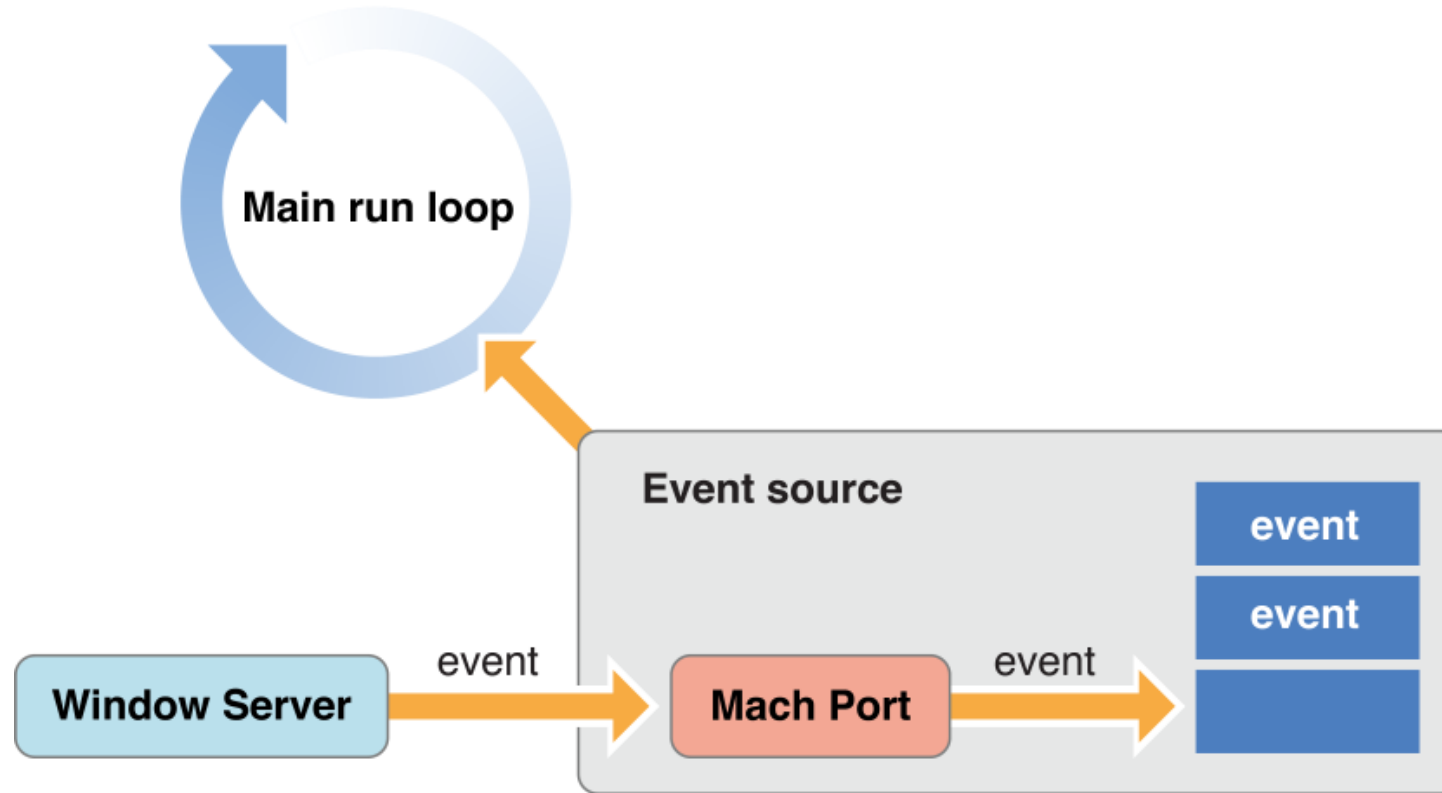 Main run loop
Event source
event
event
event
event
Window Server
Mach Port